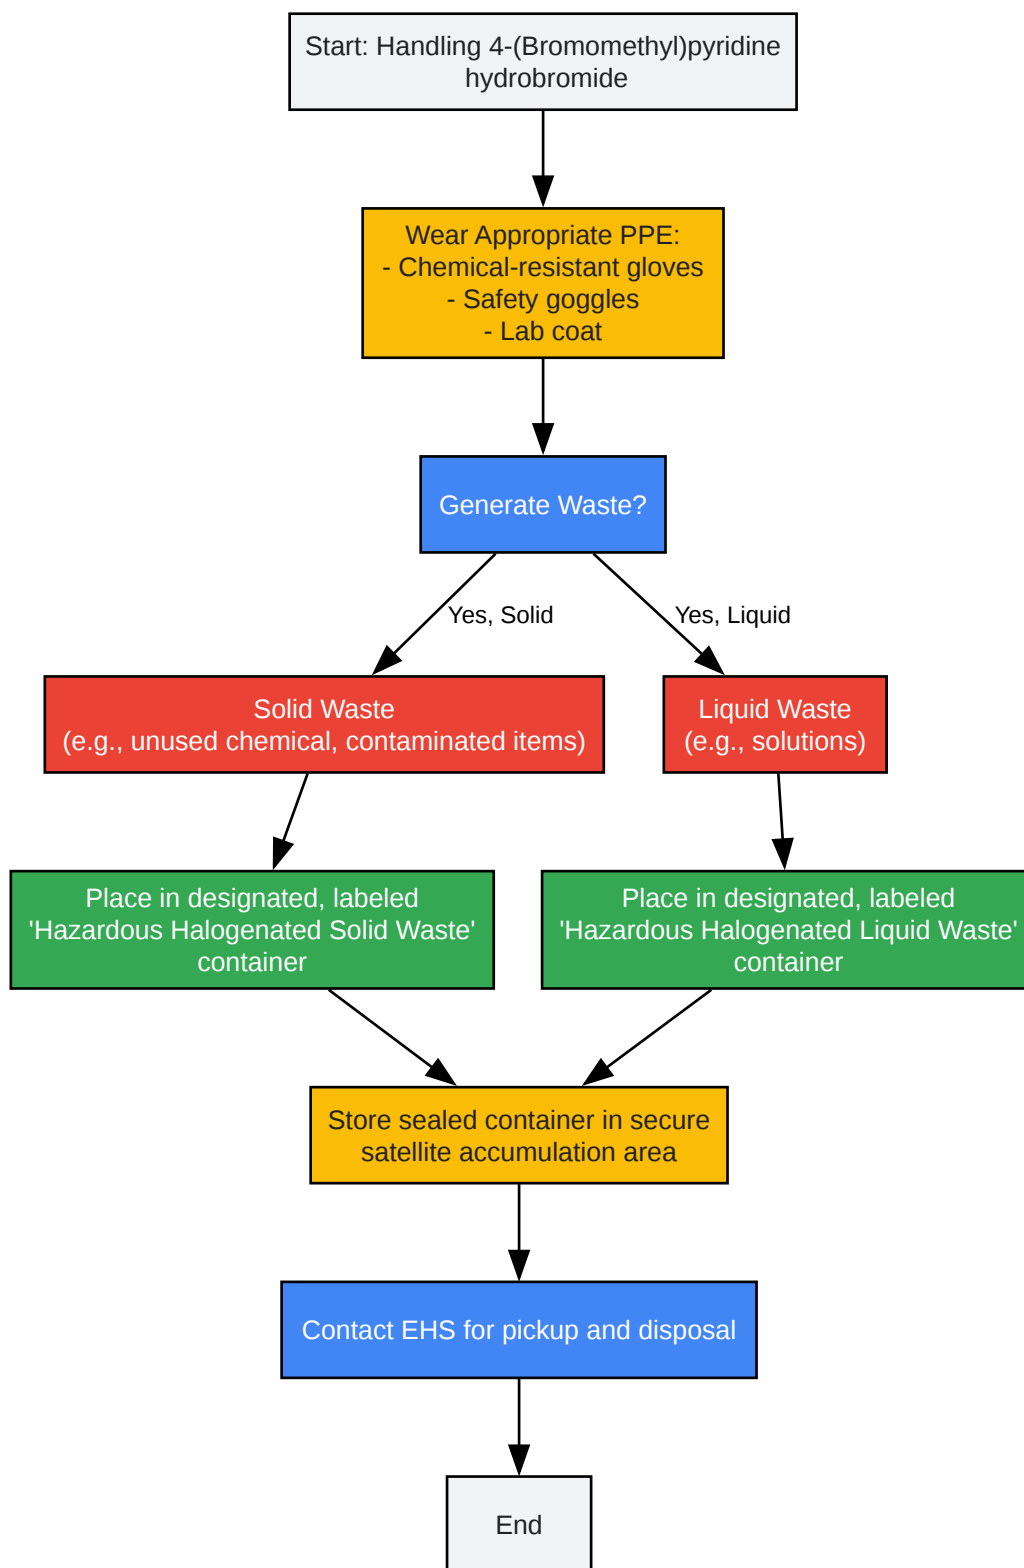 Start: Handling 4-(Bromomethyl)pyridine
hydrobromide
Wear Appropriate PPE:
- Chemical-resistant gloves
- Safety goggles
- Lab coat
Generate Waste?
Yes, Solid
Yes, Liquid
Solid Waste
(e.g., unused chemical, contaminated items)
Liquid Waste
(e.g., solutions)
Place in designated, labeled
'Hazardous Halogenated Solid Waste'
container
Place in designated, labeled
'Hazardous Halogenated Liquid Waste'
container
Store sealed container in secure
satellite accumulation area
Contact EHS for pickup and disposal
End